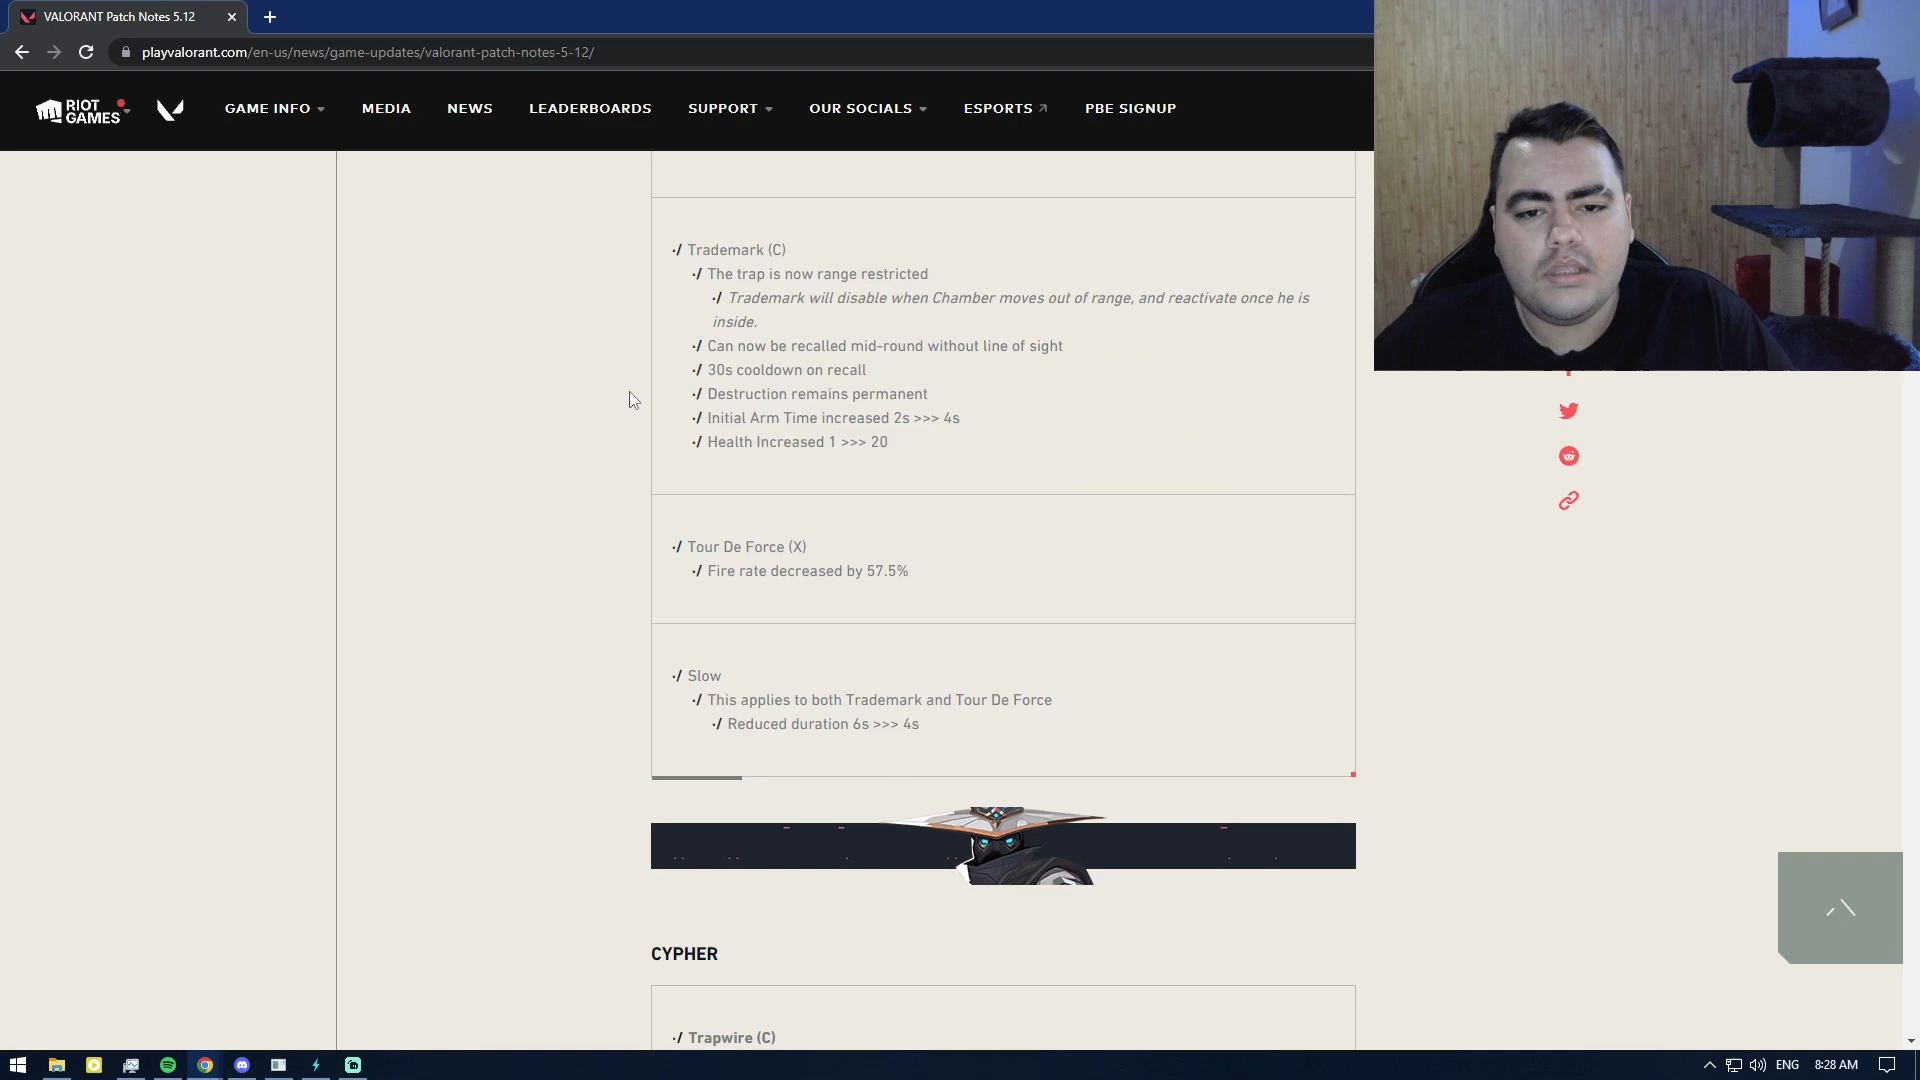 VALORANT Patch Notes 5.12
playvalorant.com/en-us/news/game-updates/valorant-patch-notes-5-12/
RIOT GAMES
GAME INFO
MEDIA
NEWS
LEADERBOARDS
SUPPORT
OUR SOCIALS
ESPORTS
PBE SIGNUP
Trademark (C)
The trap is now range restricted
Trademark will disable when Chamber moves out of range, and reactivate once he is
inside.
Can now be recalled mid-round without line of sight
30s cooldown on recall
Destruction remains permanent
Initial Arm Time increased 2s >>> 4s
Health Increased 1 >>> 20
Tour De Force (X)
Fire rate decreased by 57.5%
Slow
This applies to both Trademark and Tour De Force
Reduced duration 6s >>> 4s
CYPHER
Trapwire (C)
ENG
8:28 AM